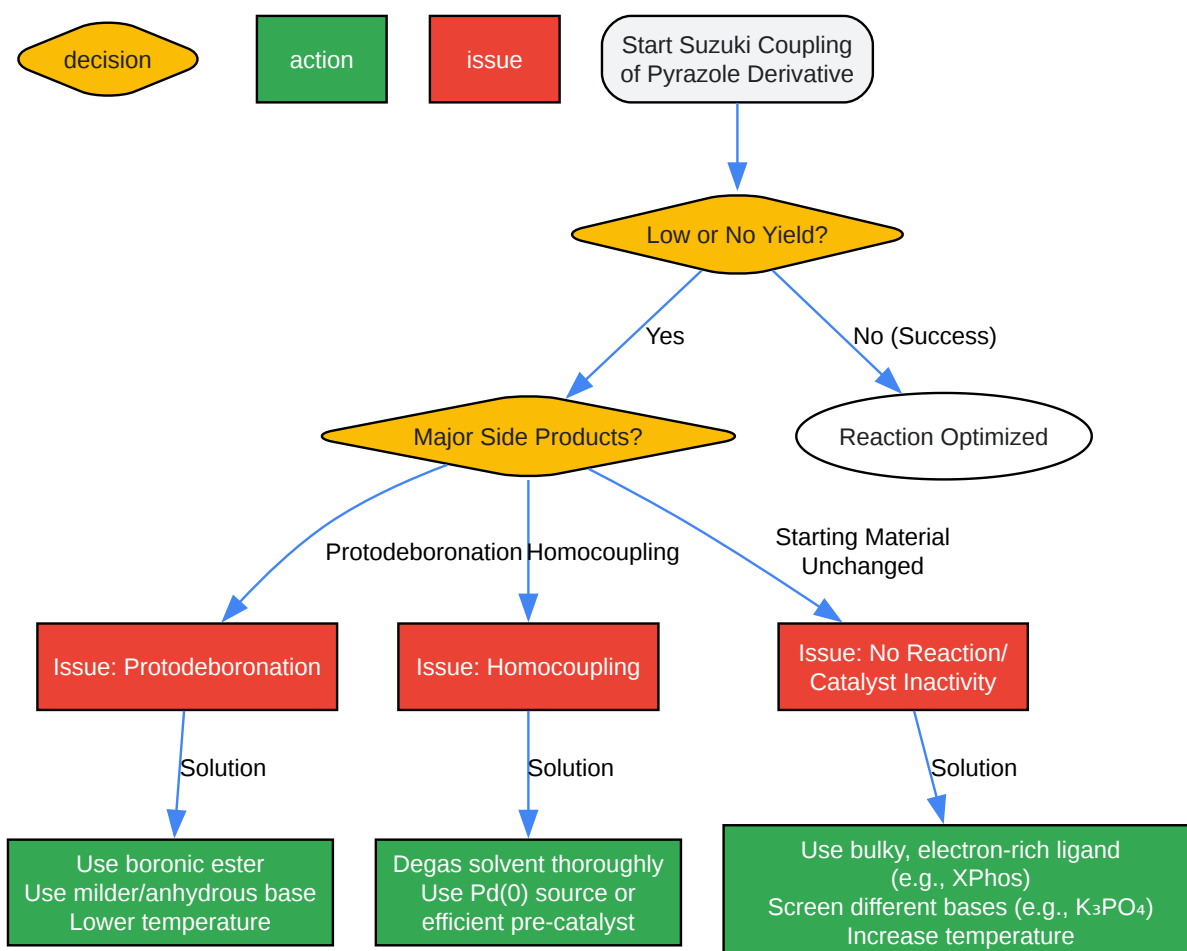 decision
action
issue
Start Suzuki Coupling
of Pyrazole Derivative
Low or No Yield?
Yes
No (Success)
Major Side Products?
Reaction Optimized
Protodeboronation
Homocoupling
Starting Material
Unchanged
Issue: Protodeboronation
Issue: Homocoupling
Issue: No Reaction/
Catalyst Inactivity
Solution
Solution
Solution
Use boronic ester
Use milder/anhydrous base
Lower temperature
Degas solvent thoroughly
Use Pd(0) source or
efficient pre-catalyst
Use bulky, electron-rich ligand
(e.g., XPhos)
Screen different bases (e.g., K₃PO₄)
Increase temperature